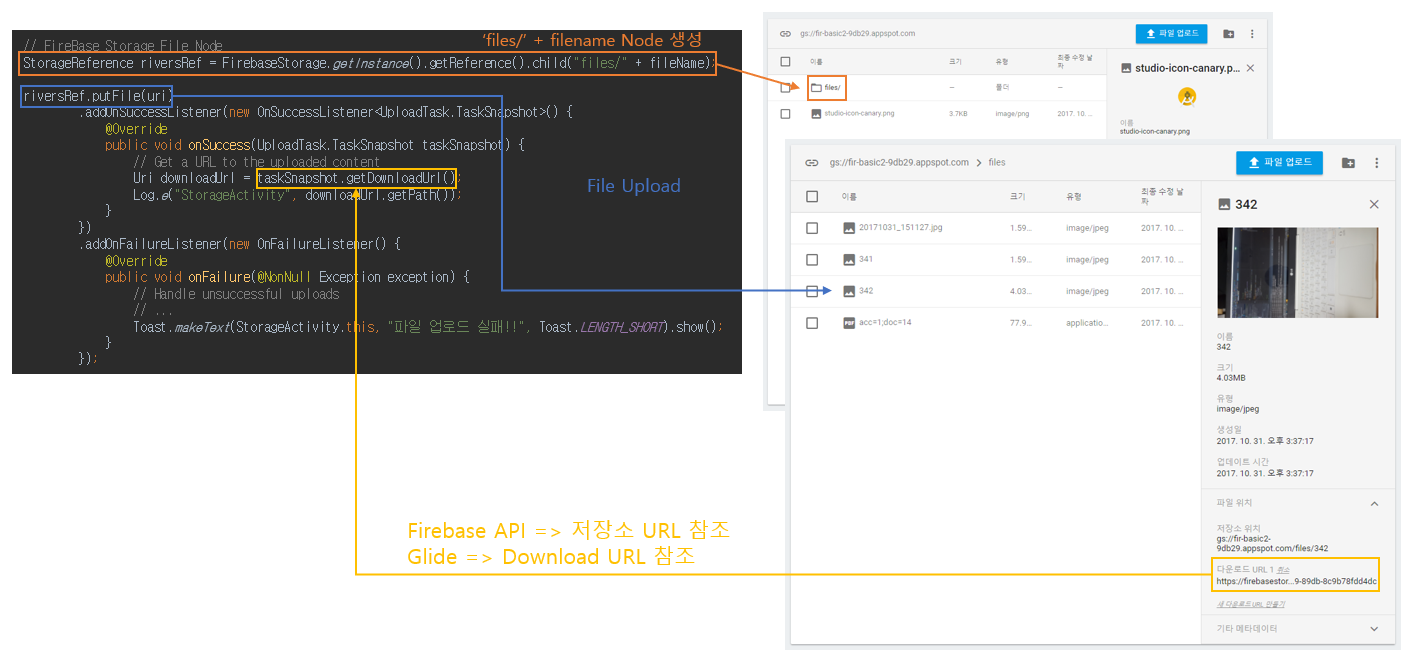 // FireBase Storage File Node
'files/' + filename Node 생성
StorageReference riversRef = FirebaseStorage.getInstance().getReference().child("files/" + fileName);
riversRef.putFile(uri)
.addOnSuccessListener(new OnSuccessListener<UploadTask.TaskSnapshot>() {
@Override
public void onSuccess(UploadTask.TaskSnapshot taskSnapshot) {
// Get a URL to the uploaded content
Uri downloadUrl = taskSnapshot.getDownloadUrl();
Log.e("StorageActivity", downloadUrl.getPath());
}
})
.addOnFailureListener(new OnFailureListener() {
@Override
public void onFailure(@NonNull Exception exception) {
// Handle unsuccessful uploads
// ...
Toast.makeText(StorageActivity.this, "파일 업로드 실패!!", Toast.LENGTH_SHORT).show();
}
});
File Upload
Firebase API => 저장소 URL 참조
Glide => Download URL 참조
gs://fir-basic2-9db29.appspot.com
파일 업로드
이름 크기 유형 최종 수정 날
짜
files/ – 폴더 –
studio-icon-canary.png 3.7KB image/png 2017. 10. ...
studio-icon-canary.p...
이름
studio-icon-canary.png
gs://fir-basic2-9db29.appspot.com > files
파일 업로드
이름 크기 유형 최종 수정 날
짜
20171031_151127.jpg 1.59... image/jpeg 2017. 10. ...
341 1.59... image/jpeg 2017. 10. ...
342 4.03... image/jpeg 2017. 10. ...
PDF acc=1;doc=14 77.9... applicatio... 2017. 10. ...
342
이름
342
크기
4.03MB
유형
image/jpeg
생성일
2017. 10. 31. 오후 3:37:17
업데이트 시간
2017. 10. 31. 오후 3:37:17
파일 위치
저장소 위치
gs://fir-basic2-
9db29.appspot.com/files/342
다운로드 URL 1 취소
https://firebasestor...9-89db-8c9b78fdd4dc
새 다운로드 URL 만들기
기타 메타데이터